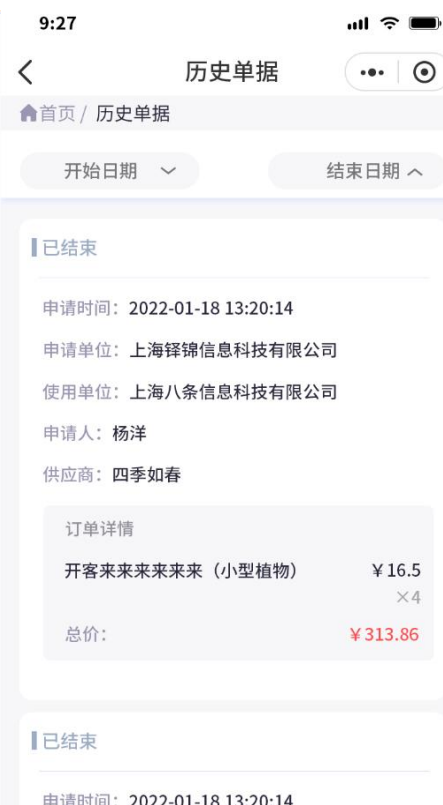 9:27
历史单据
首页 / 历史单据
开始日期 结束日期
已结束
申请时间：2022-01-18 13:20:14
申请单位：上海铎锦信息科技有限公司
使用单位：上海八条信息科技有限公司
申请人：杨洋
供应商：四季如春
订单详情
开客来来来来来来（小型植物） ￥16.5
×4
总价： ￥313.86
已结束
申请时间：2022-01-18 13:20:14